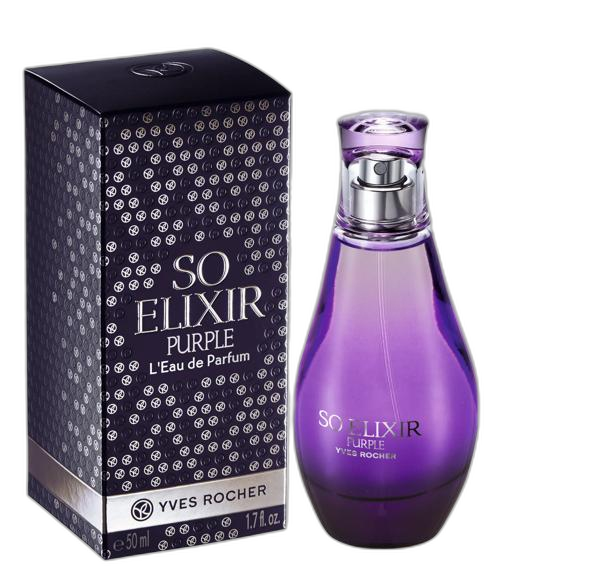 SO
ELIXIR
PURPLE
L'Eau de Parfum
YVES ROCHER
e 50 ml 1.7 fl. oz.
SO ELIXIR
PURPLE
YVES ROCHER